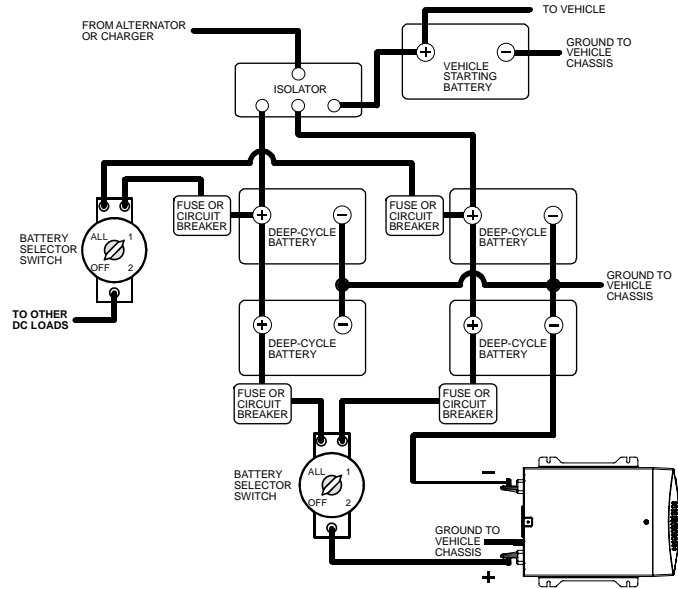 TO VEHICLE
FROM ALTERNATOR
OR CHARGER
+
−
GROUND TO
VEHICLE
CHASSIS
VEHICLE
STARTING
BATTERY
ISOLATOR
FUSE OR
CIRCUIT
BREAKER
+
−
DEEP-CYCLE
BATTERY
FUSE OR
CIRCUIT
BREAKER
+
−
DEEP-CYCLE
BATTERY
BATTERY
SELECTOR
SWITCH
ALL
1
OFF
2
GROUND TO
VEHICLE
CHASSIS
TO OTHER
DC LOADS
+
−
DEEP-CYCLE
BATTERY
+
−
DEEP-CYCLE
BATTERY
FUSE OR
CIRCUIT
BREAKER
FUSE OR
CIRCUIT
BREAKER
BATTERY
SELECTOR
SWITCH
ALL
1
OFF
2
−
GROUND TO
VEHICLE
CHASSIS
+